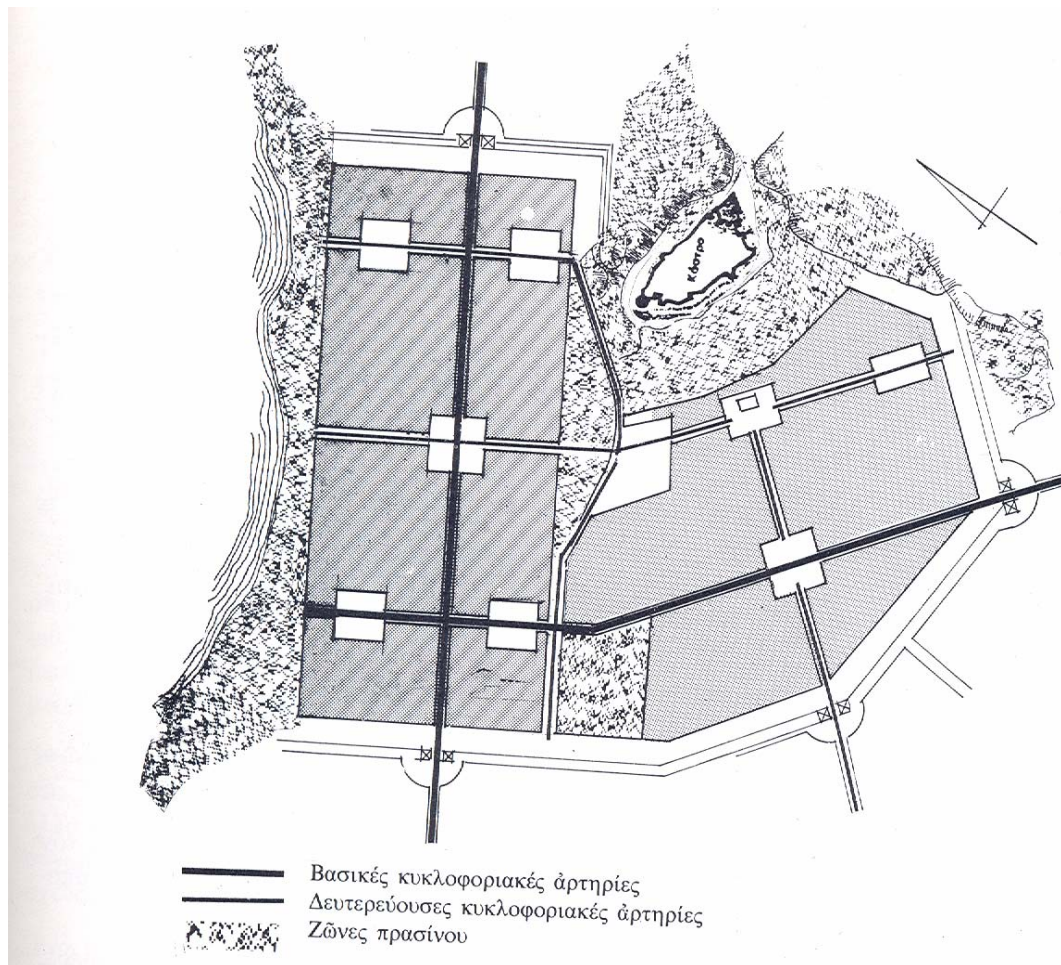 Κάστρο
Βασικές κυκλοφοριακές ἀρτηρίες
Δευτερεύουσες κυκλοφοριακές ἀρτηρίες
Ζῶνες πρασίνου